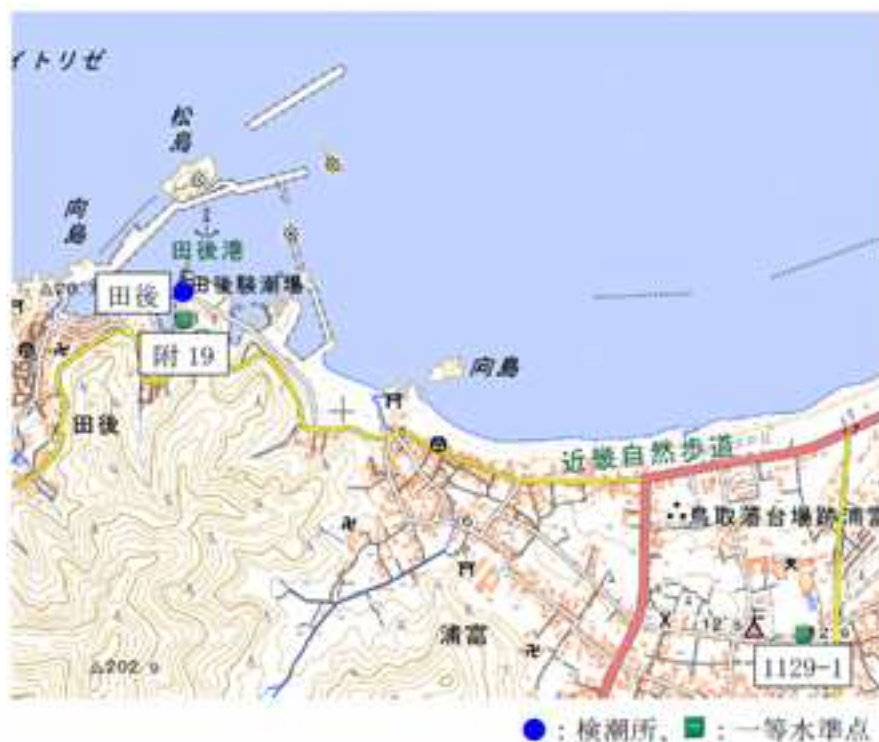 イトリゼ
松島
向島
田後港
田後験潮場
田後
附 19
田後
向島
近畿自然歩道
鳥取藩台場跡浦富
浦富
202
1129-1
●：検潮所、■：一等水準点